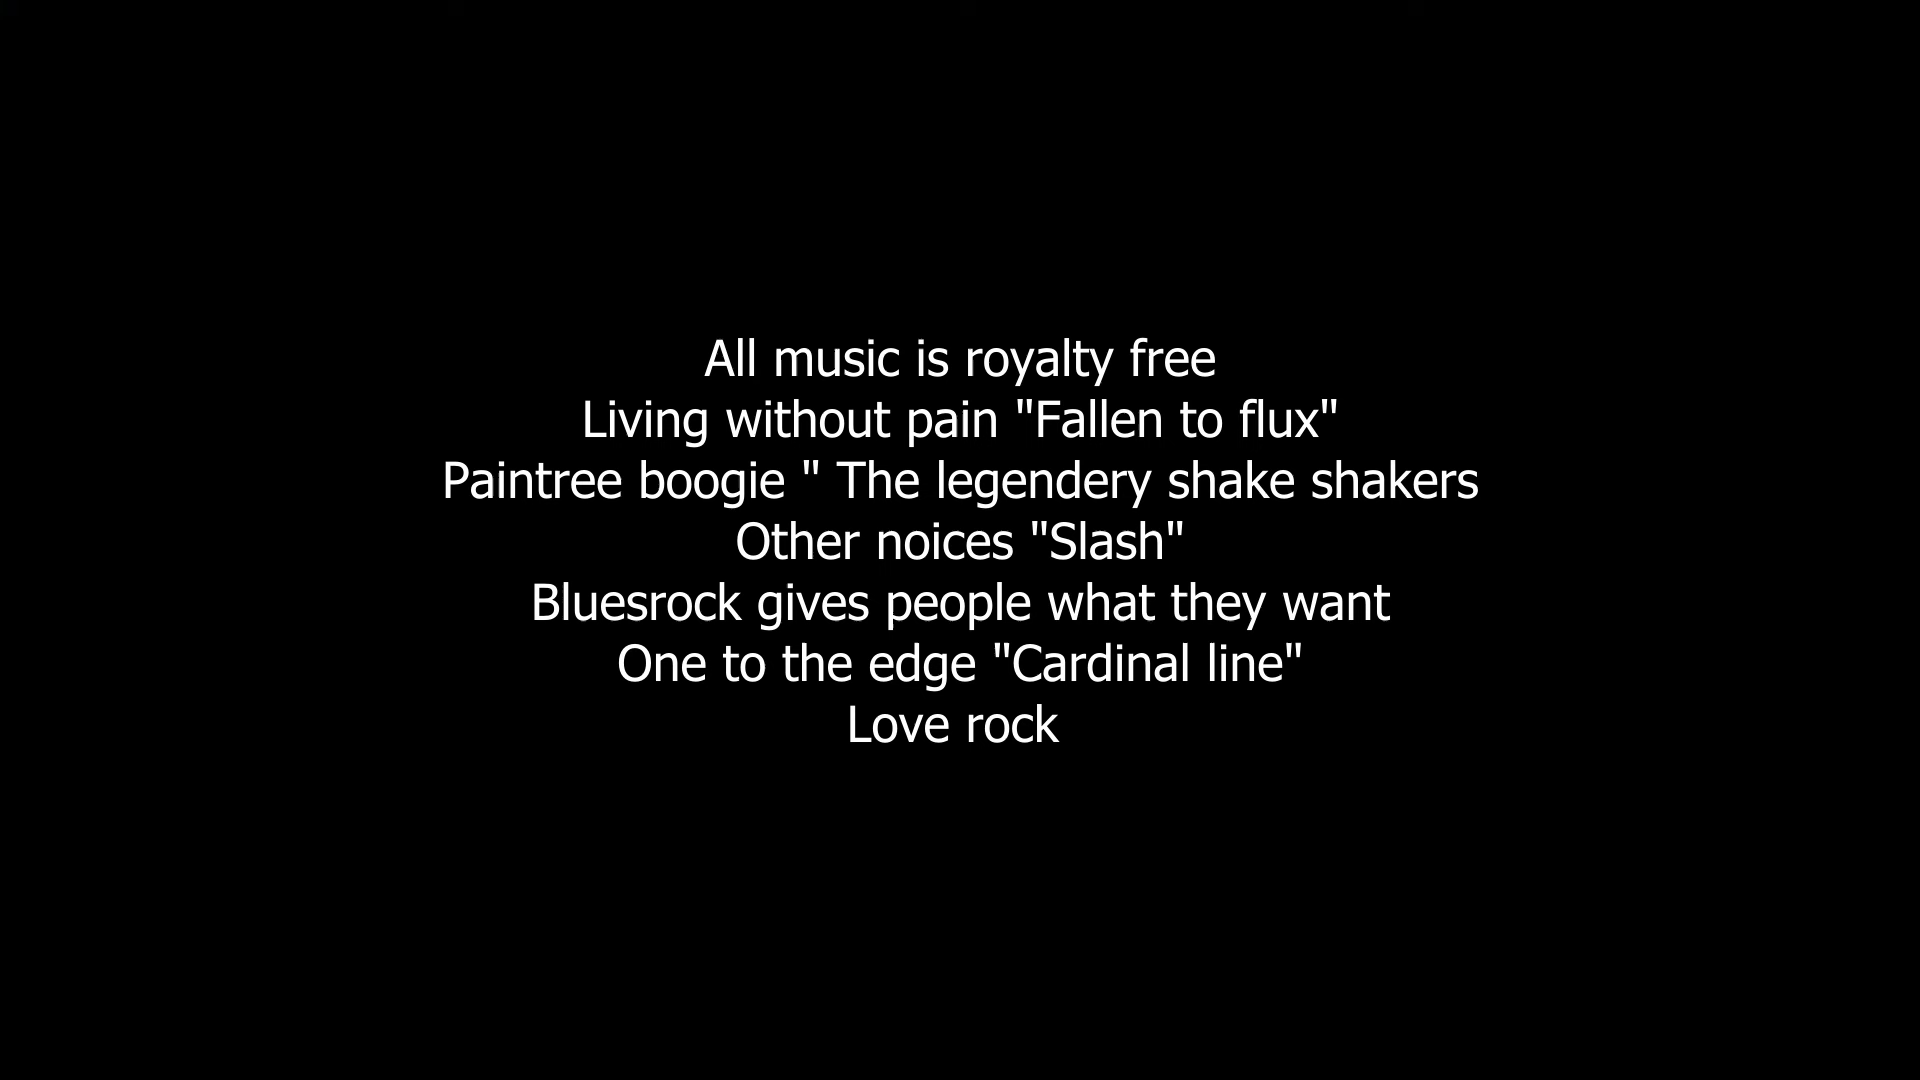 All music is royalty free
Living without pain "Fallen to flux"
Paintree boogie " The legendery shake shakers
Other noices "Slash"
Bluesrock gives people what they want
One to the edge "Cardinal line"
Love rock